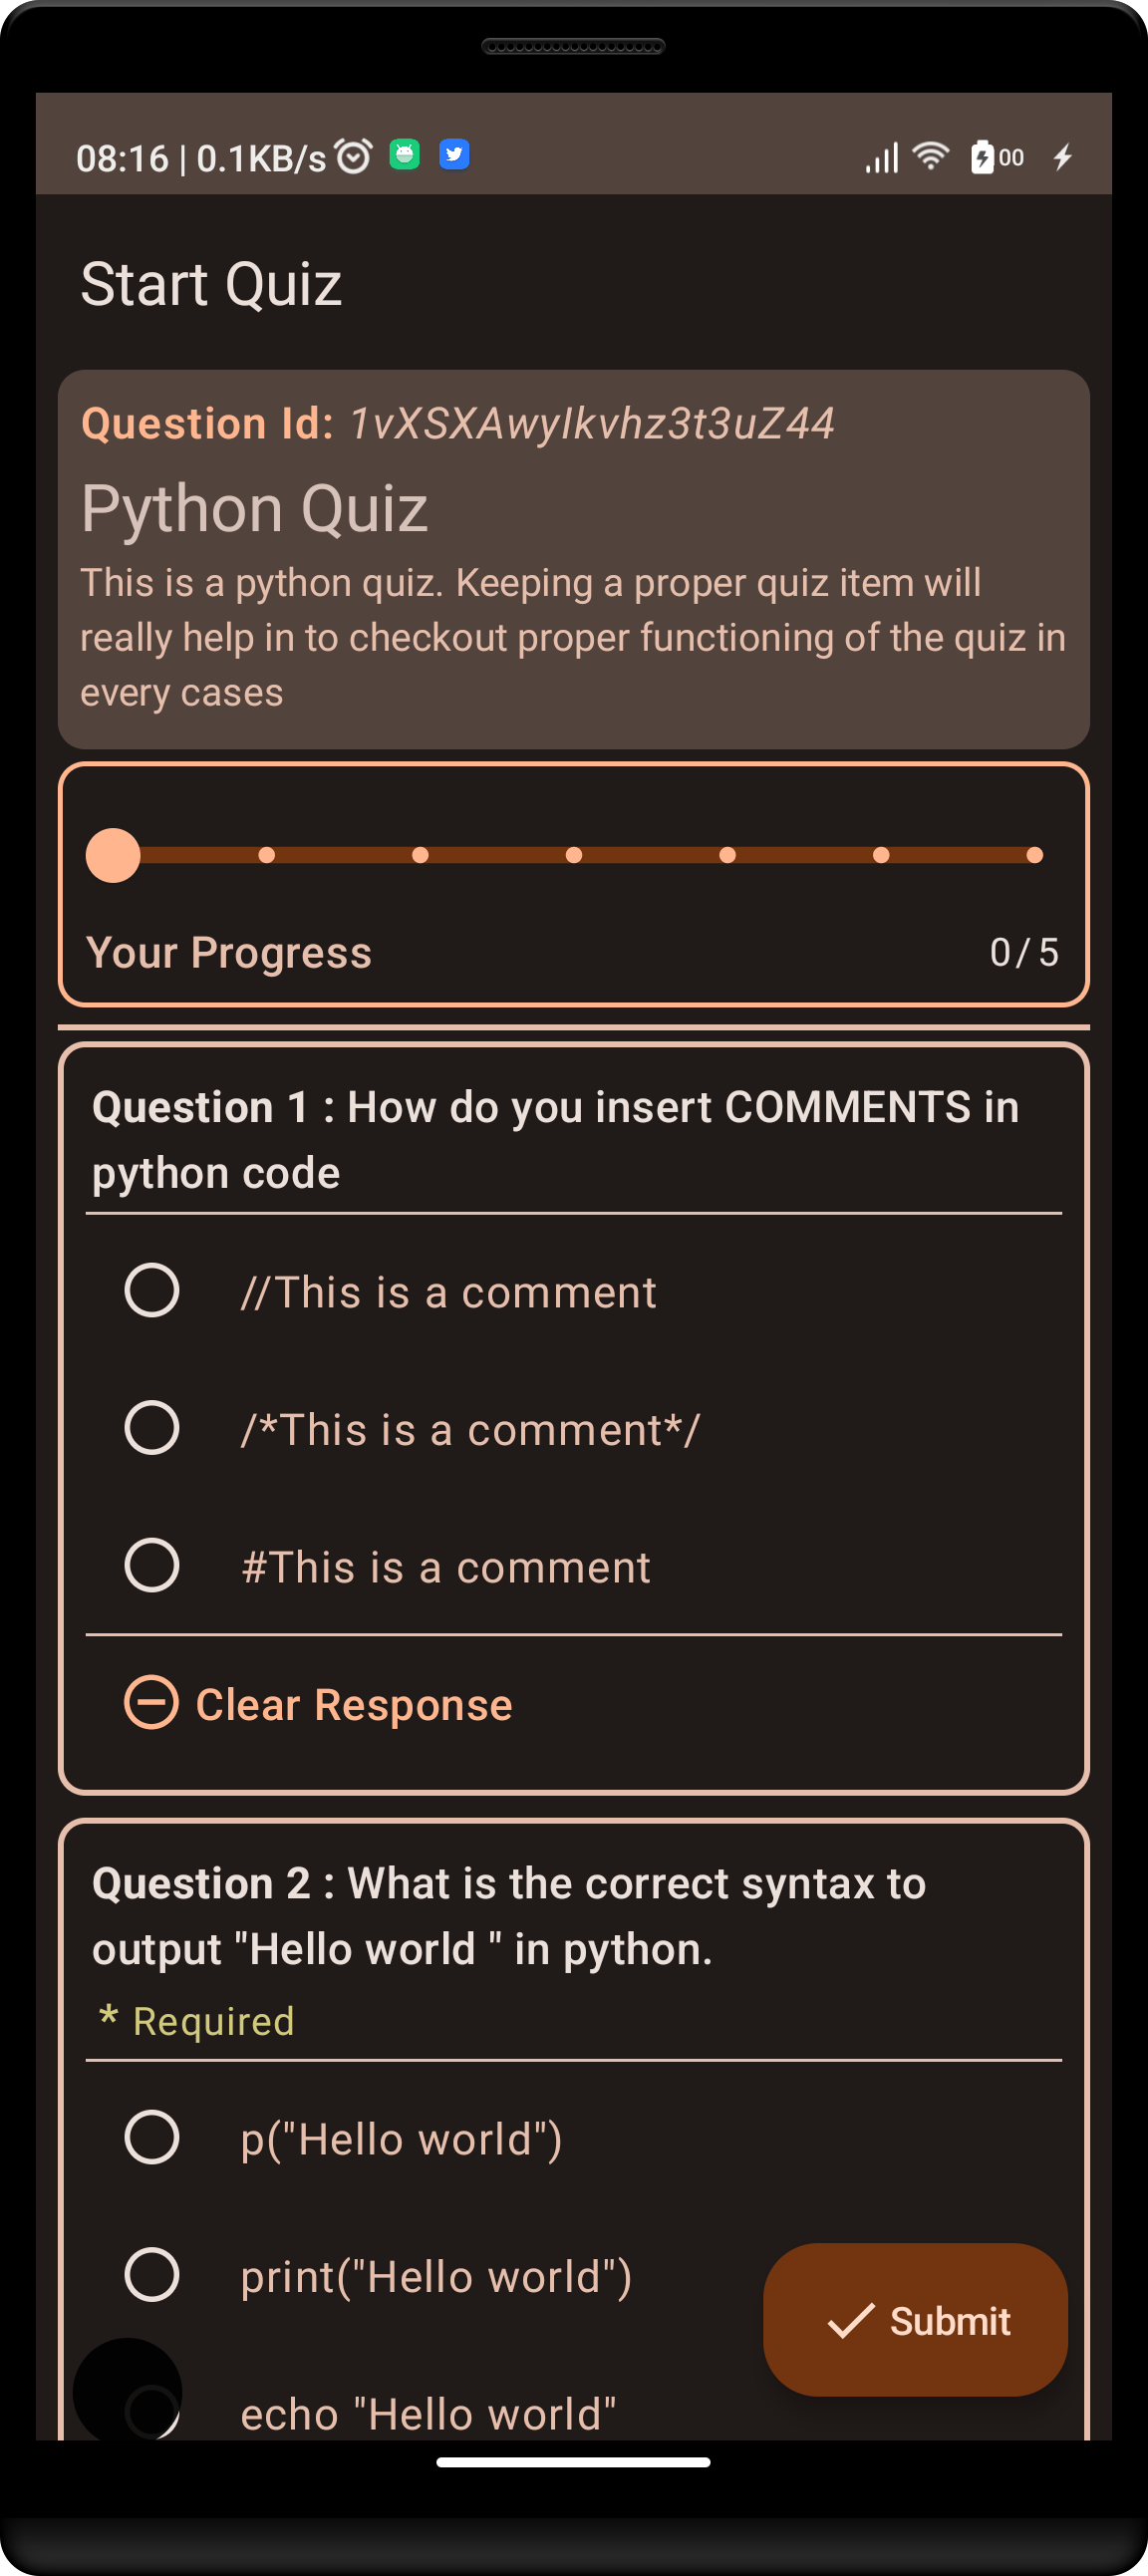 08:16 | 0.1KB/s 00
Start Quiz
Question Id: 1vXSXAwyIkvhz3t3uZ44
Python Quiz
This is a python quiz. Keeping a proper quiz item will
really help in to checkout proper functioning of the quiz in
every cases
Your Progress 0/5
Question 1 : How do you insert COMMENTS in
python code
//This is a comment
/*This is a comment*/
#This is a comment
Clear Response
Question 2 : What is the correct syntax to
output "Hello world " in python.
* Required
p("Hello world")
print("Hello world")
Submit
echo "Hello world"